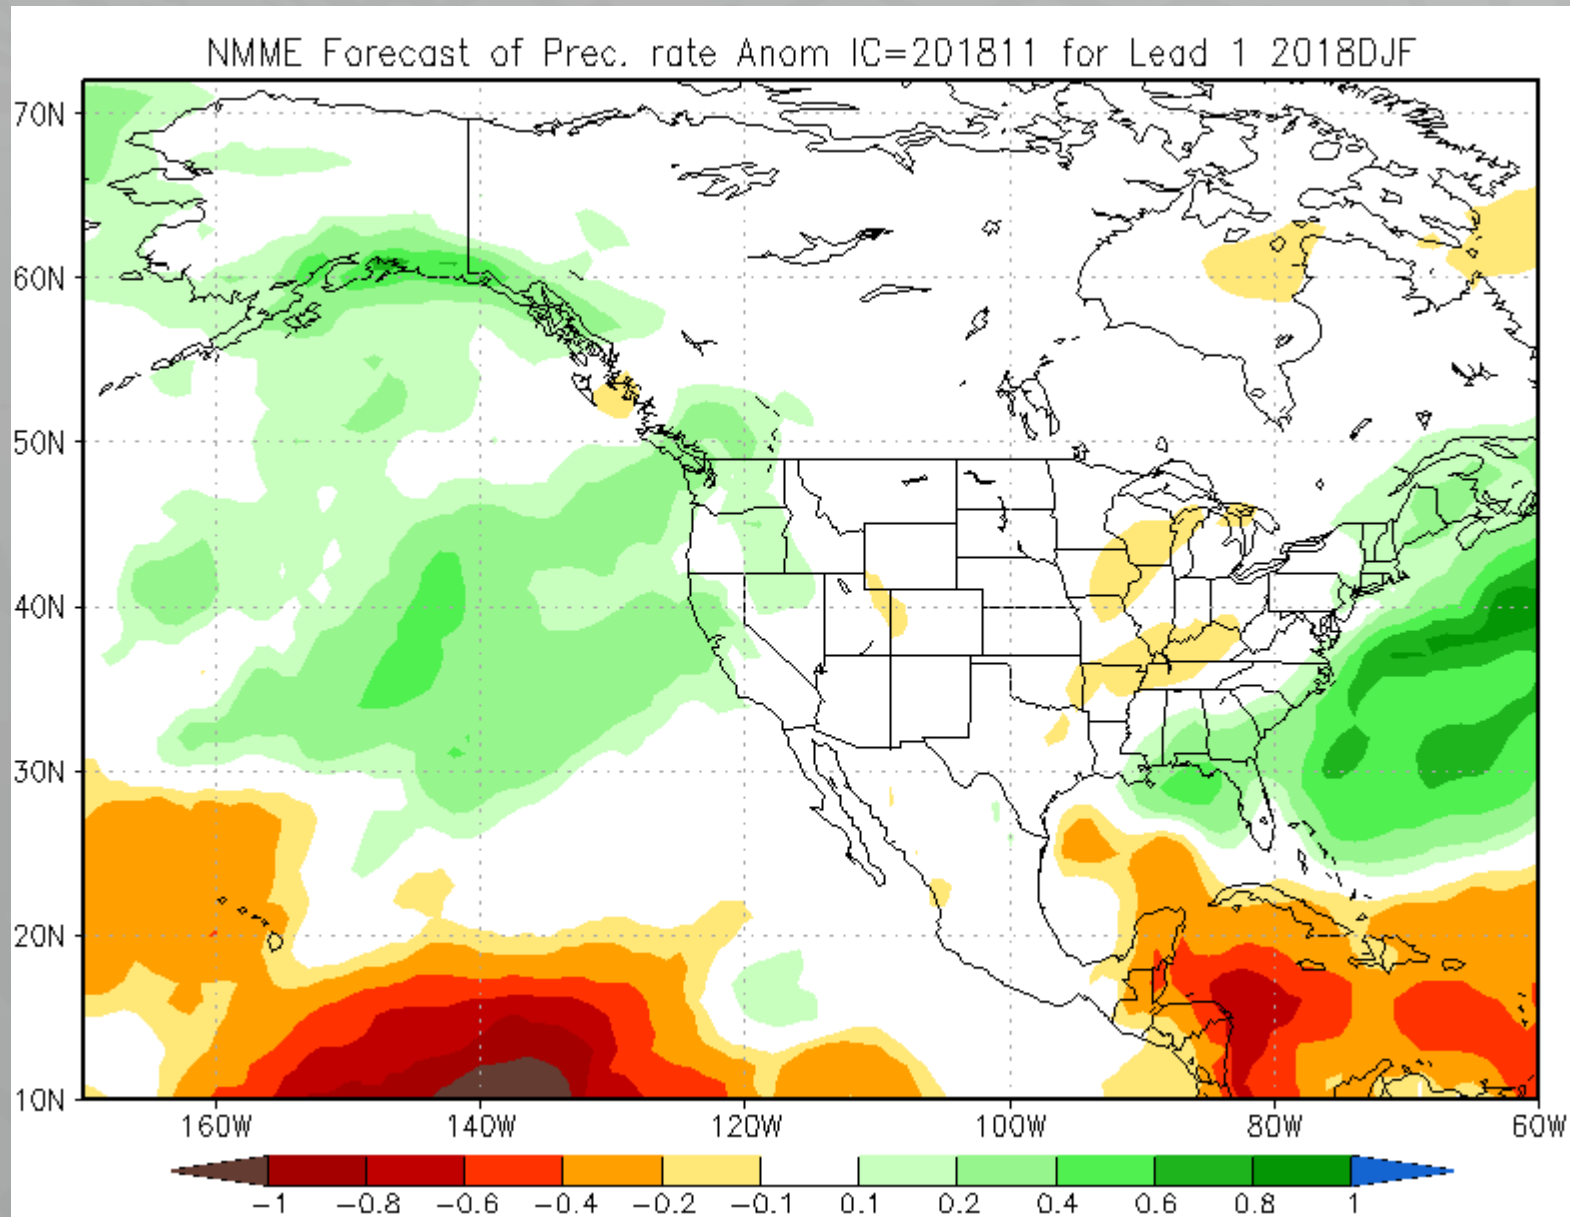 NMME Forecast of Prec. rate Anom IC=201811 for Lead 1 2018DJF
70N
60N
50N
40N
30N
20N
10N
160W 140W 120W 100W 80W 60W
−1 −0.8 −0.6 −0.4 −0.2 −0.1 0.1 0.2 0.4 0.6 0.8 1